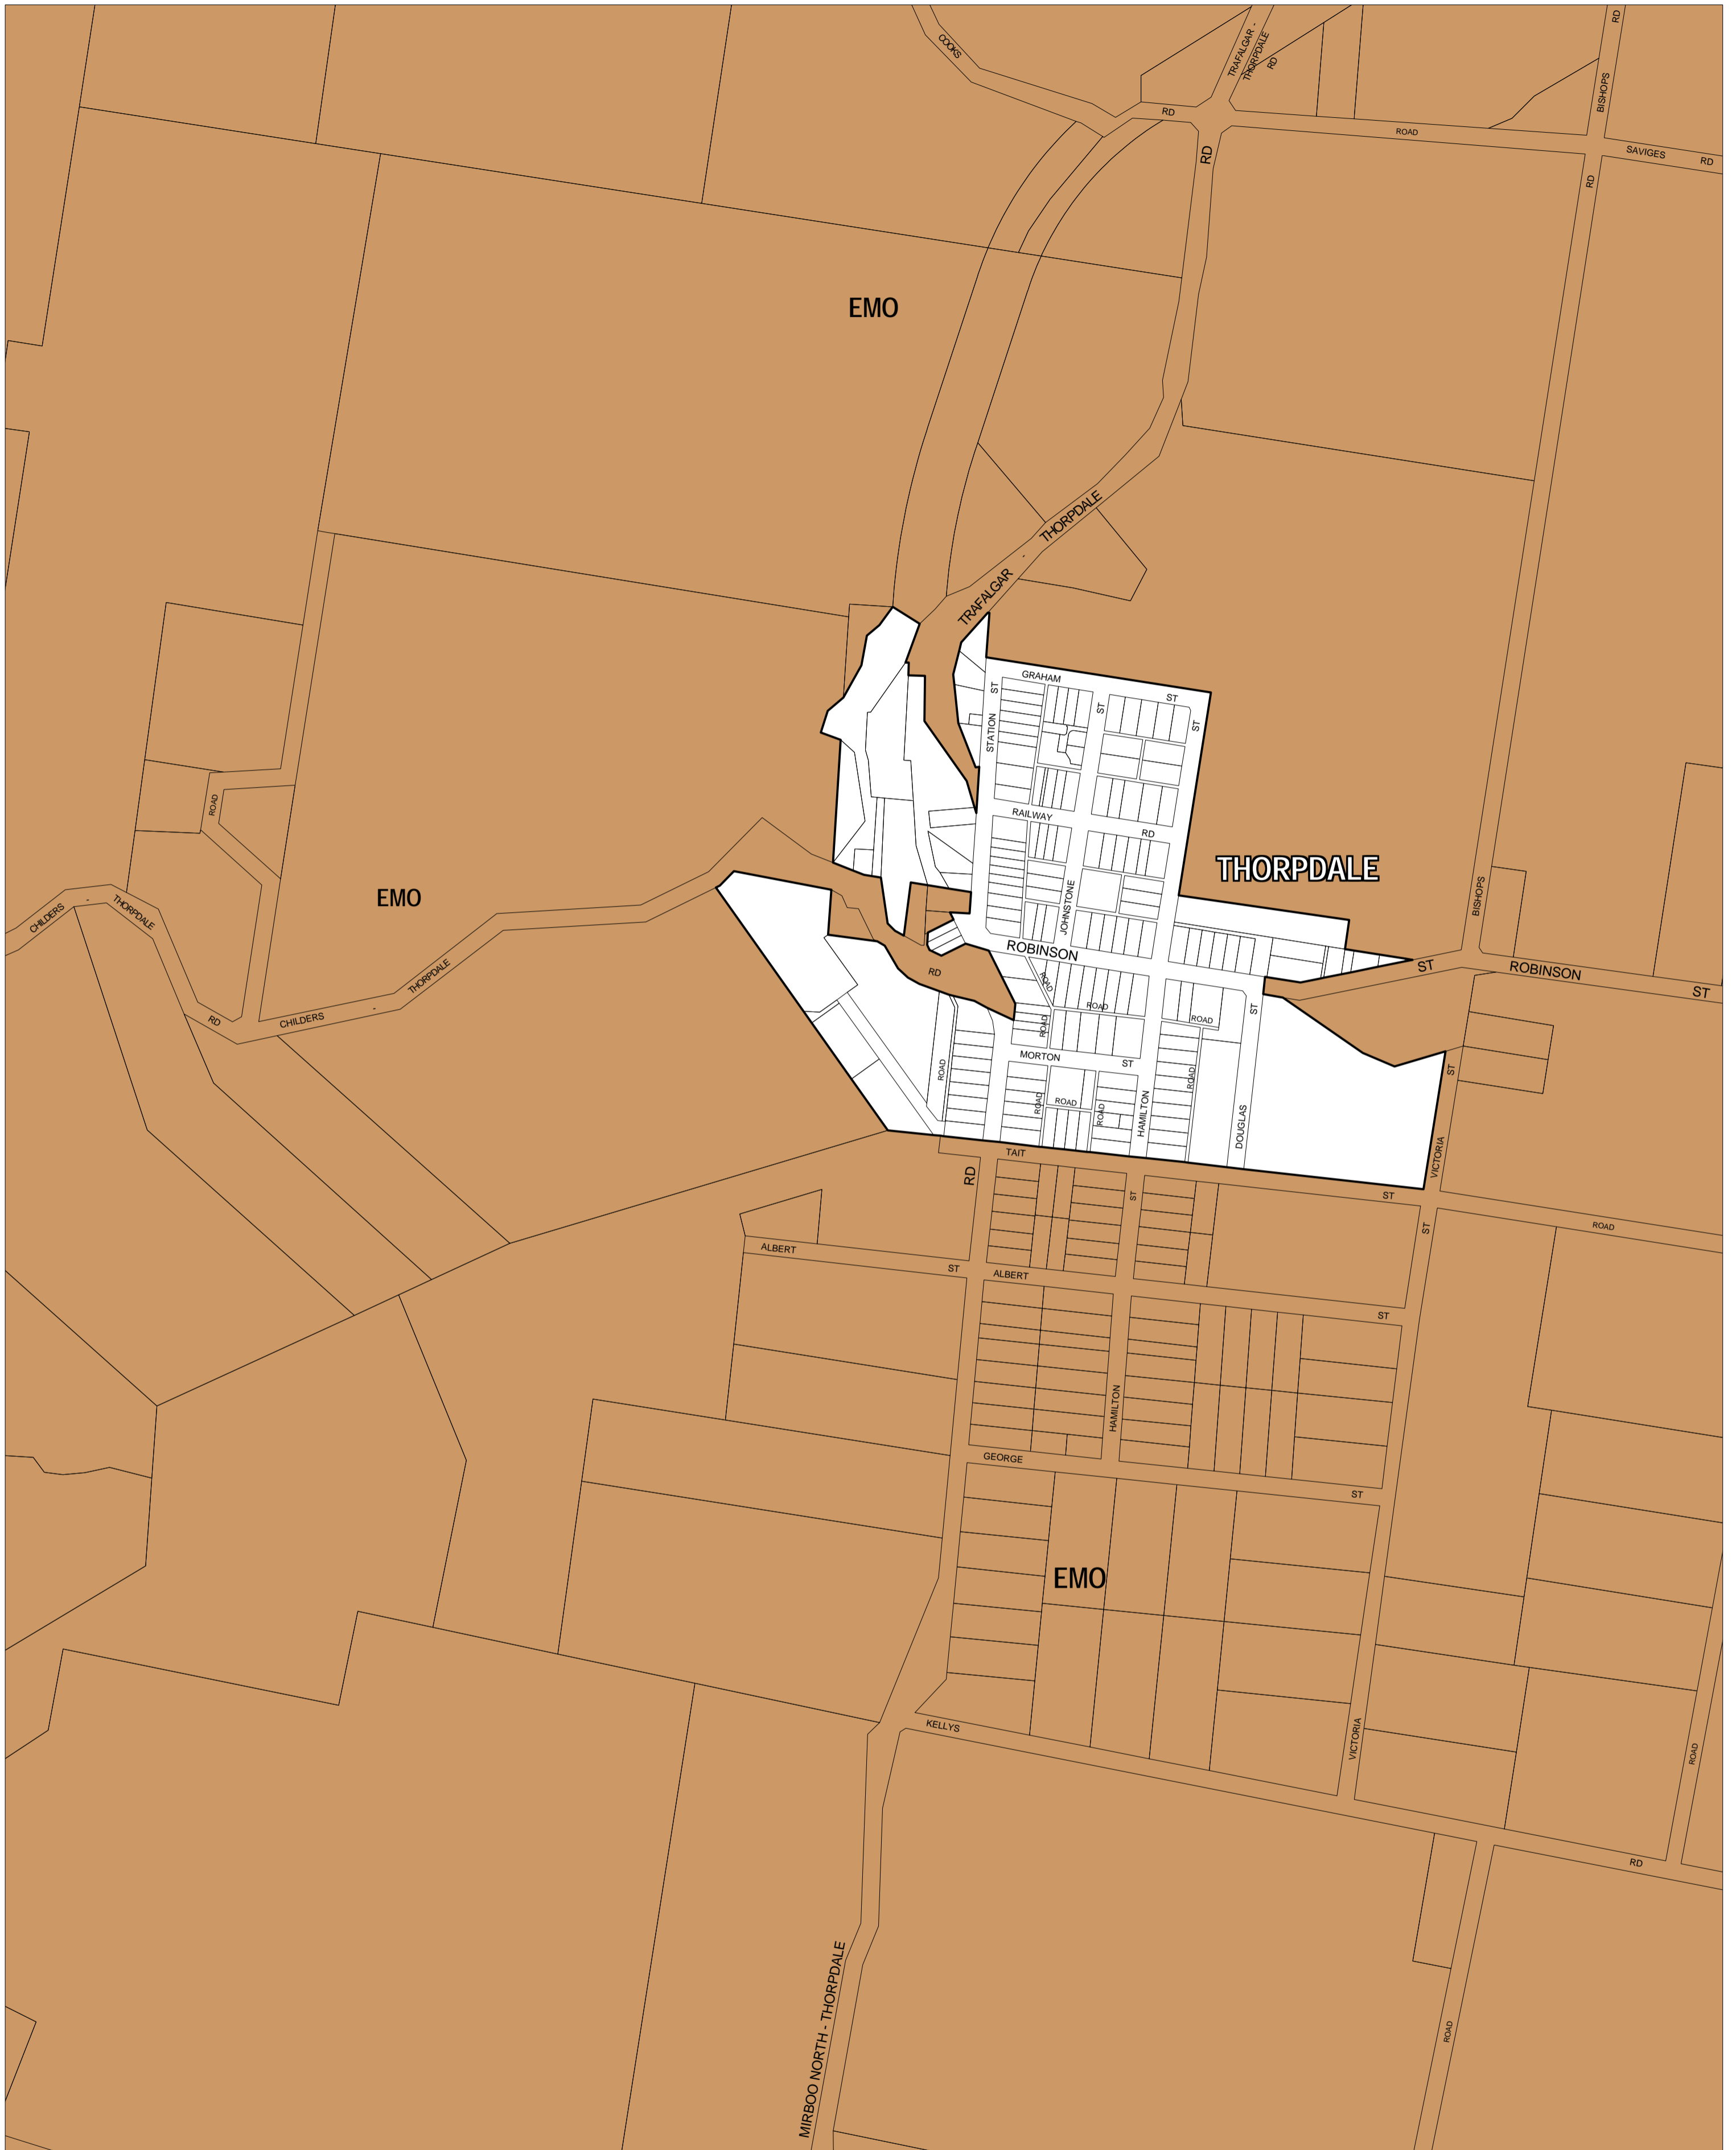 COOKS
RD
TRAFALGAR -
THORPDALE
RD
RD
BISHOPS
ROAD
SAVIGES RD
RD
RD
EMO
TRAFALGAR - THORPDALE
GRAHAM ST
STATION ST
ST
ST
RAILWAY RD
JOHNSTONE
THORPDALE
BISHOPS
ROBINSON ST
ROBINSON ST
ROAD
EMO
CHILDERS - THORPDALE
RD
CHILDERS - THORPDALE
RD
ROAD
ROAD
ROAD
ROAD
ST
MORTON ST
ROAD
ROAD
ROAD
ROAD
ROAD
HAMILTON
DOUGLAS
ST
VICTORIA
TAIT ST
RD
ST
ST
ROAD
ALBERT ST
ALBERT ST
HAMILTON
GEORGE ST
EMO
KELLYS RD
VICTORIA
ROAD
MIRBOO NORTH - THORPDALE
ROAD